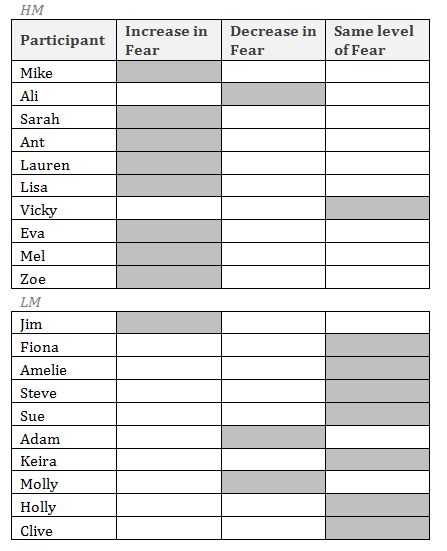 HM
Participant Increase in Fear Decrease in Fear Same level of Fear
Mike
Ali
Sarah
Ant
Lauren
Lisa
Vicky
Eva
Mel
Zoe
LM
Jim
Fiona
Amelie
Steve
Sue
Adam
Keira
Molly
Holly
Clive